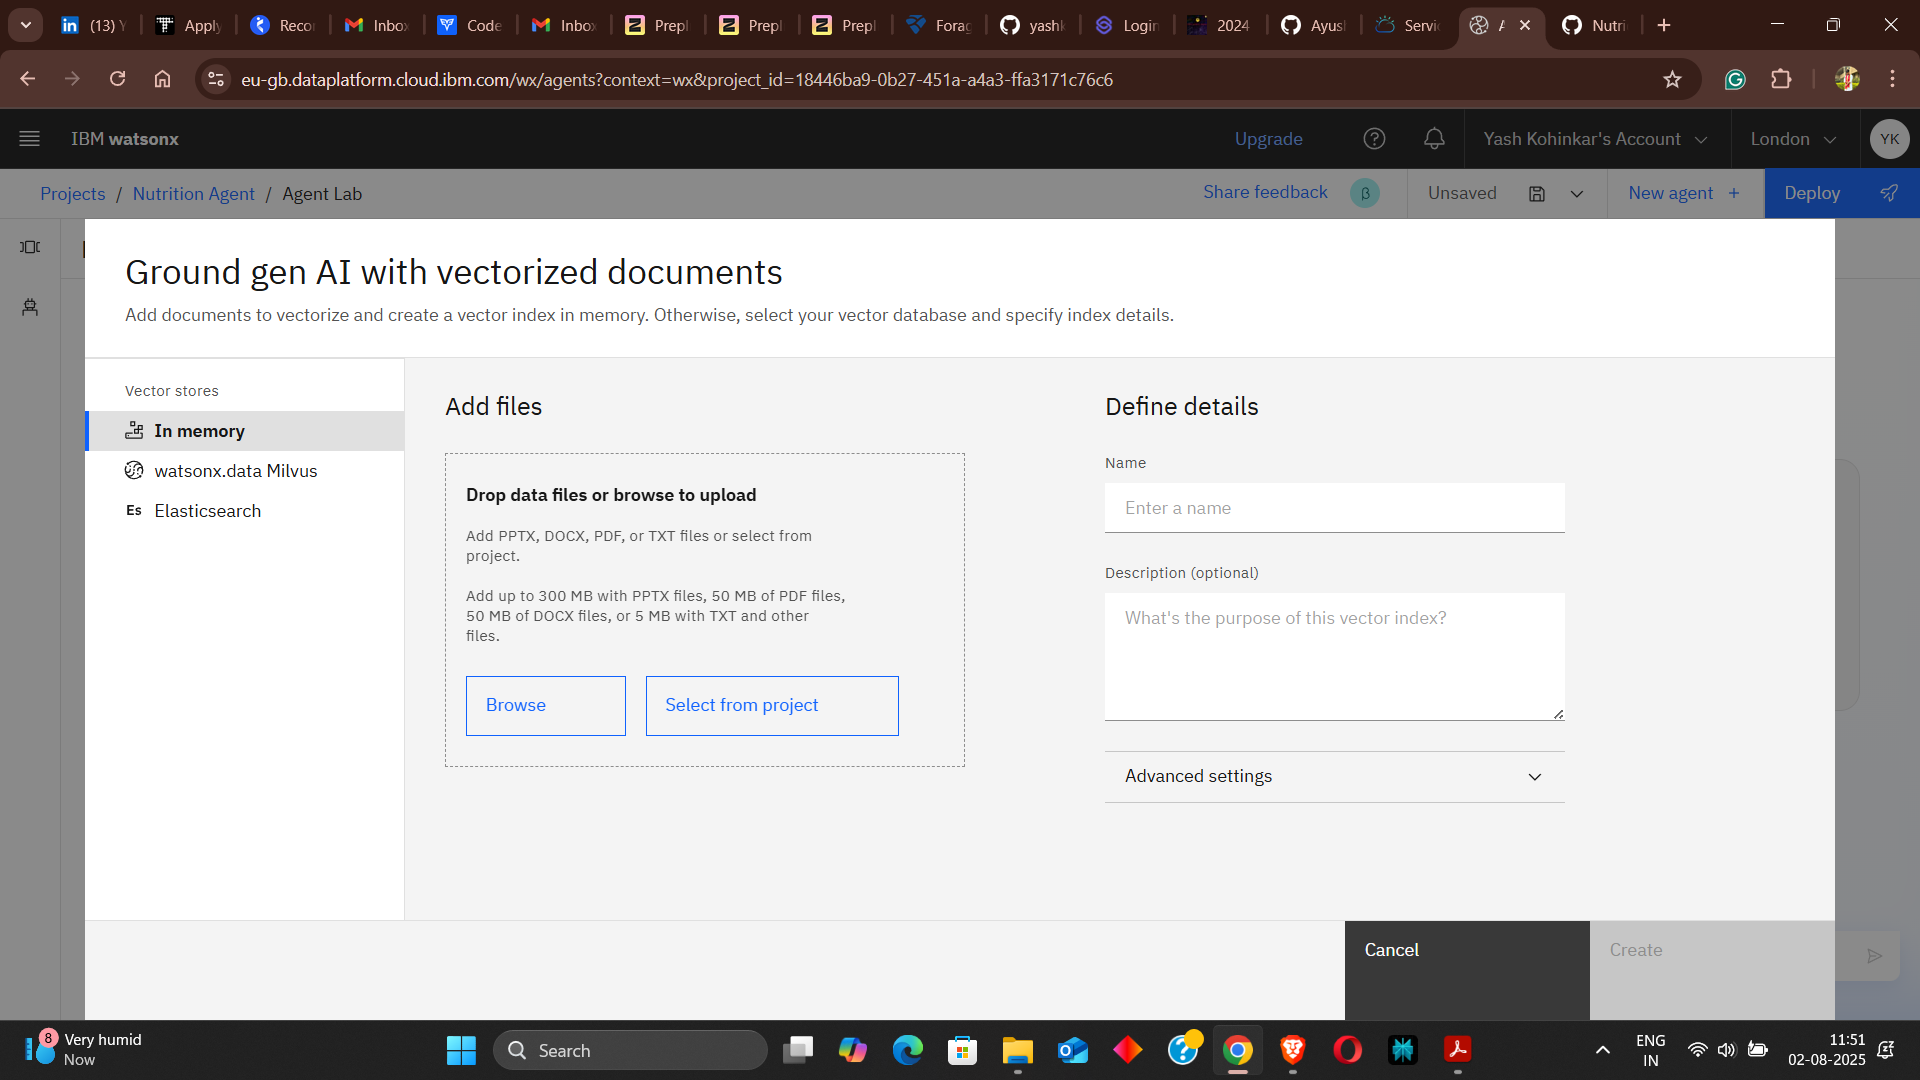 (13) Y
Apply
Reco
Inbox
Code
Inbox
Prepl
Prepl
Prepl
Forag
yashk
Login
2024
Ayush
Servi
A
Nutri
eu-gb.dataplatform.cloud.ibm.com/wx/agents?context=wx&project_id=18446ba9-0b27-451a-a4a3-ffa3171c76c6
IBM watsonx
Upgrade
Yash Kohinkar's Account
London
YK
Projects / Nutrition Agent / Agent Lab
Share feedback
β
Unsaved
New agent +
Deploy
Ground gen AI with vectorized documents
Add documents to vectorize and create a vector index in memory. Otherwise, select your vector database and specify index details.
Vector stores
In memory
watsonx.data Milvus
Es Elasticsearch
Add files
Drop data files or browse to upload
Add PPTX, DOCX, PDF, or TXT files or select from
project.
Add up to 300 MB with PPTX files, 50 MB of PDF files,
50 MB of DOCX files, or 5 MB with TXT and other
files.
Browse
Select from project
Define details
Name
Enter a name
Description (optional)
What's the purpose of this vector index?
Advanced settings
Cancel
Create
8
Very humid
Now
Search
ENG
IN
11:51
02-08-2025